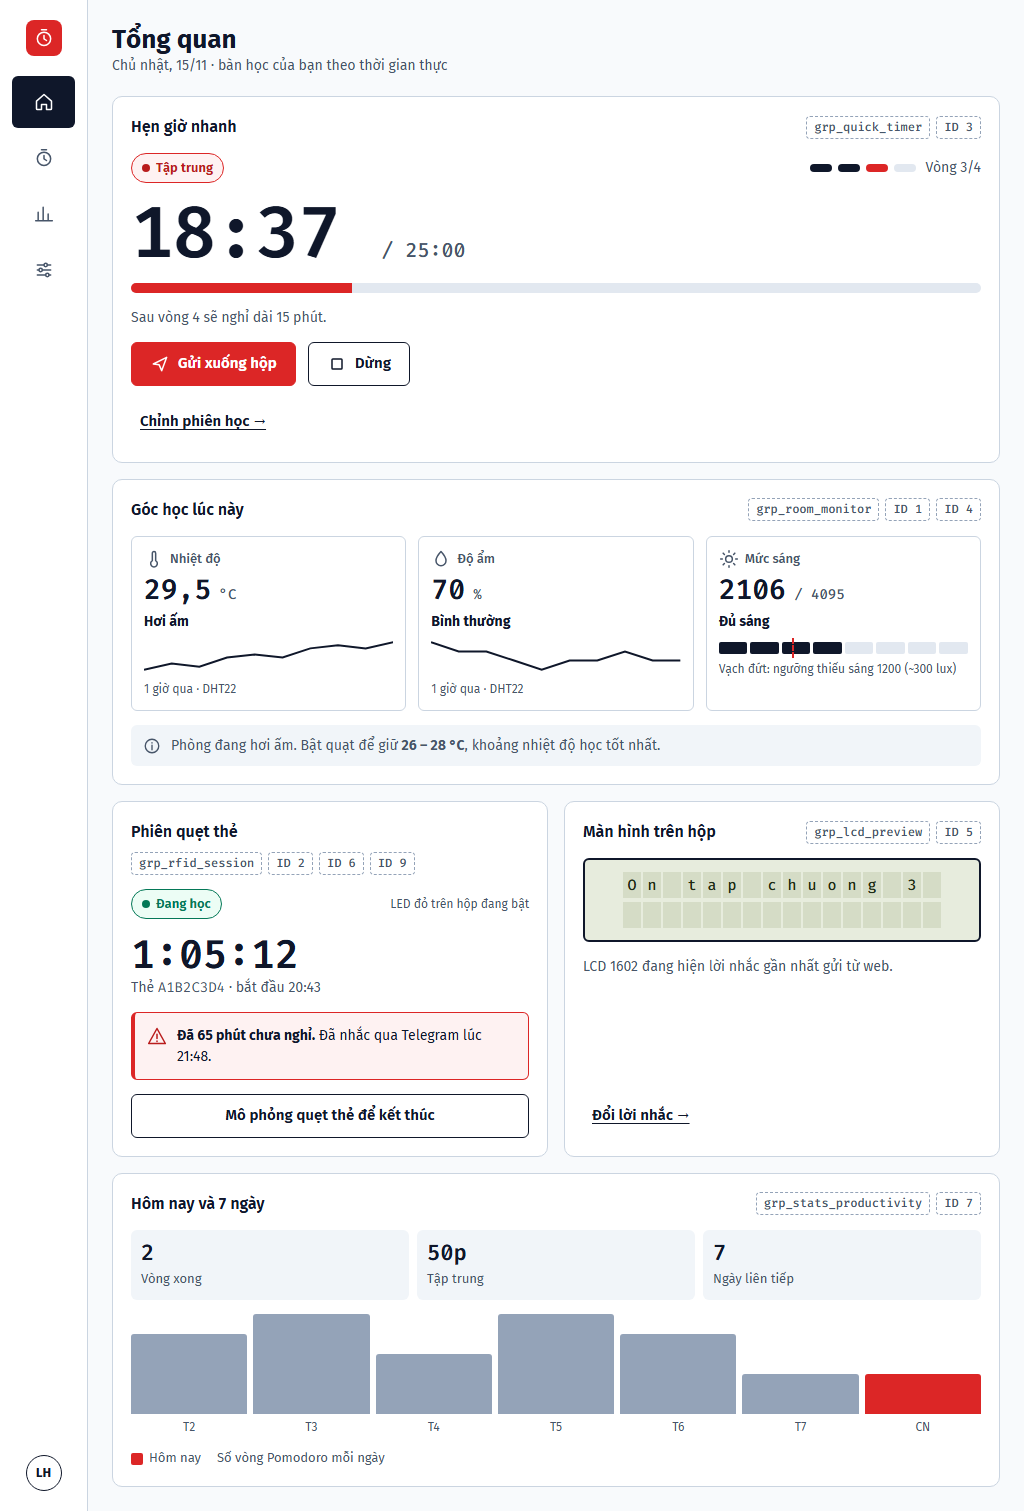 Tổng quan
Chủ nhật, 15/11 · bàn học của bạn theo thời gian thực
Hẹn giờ nhanh
grp_quick_timer
ID 3
Tập trung
Vòng 3/4
18:37 / 25:00
Sau vòng 4 sẽ nghỉ dài 15 phút.
Gửi xuống hộp
Dừng
Chỉnh phiên học →
Góc học lúc này
grp_room_monitor
ID 1
ID 4
Nhiệt độ
29,5 °C
Hơi ấm
1 giờ qua · DHT22
Độ ẩm
70 %
Bình thường
1 giờ qua · DHT22
Mức sáng
2106 / 4095
Đủ sáng
Vạch đứt: ngưỡng thiếu sáng 1200 (~300 lux)
Phòng đang hơi ấm. Bật quạt để giữ 26 – 28 °C, khoảng nhiệt độ học tốt nhất.
Phiên quẹt thẻ
grp_rfid_session
ID 2
ID 6
ID 9
Đang học
LED đỏ trên hộp đang bật
1:05:12
Thẻ A1B2C3D4 · bắt đầu 20:43
Đã 65 phút chưa nghỉ. Đã nhắc qua Telegram lúc
21:48.
Mô phỏng quẹt thẻ để kết thúc
Màn hình trên hộp
grp_lcd_preview
ID 5
On tap chuong 3
LCD 1602 đang hiện lời nhắc gần nhất gửi từ web.
Đổi lời nhắc →
Hôm nay và 7 ngày
grp_stats_productivity
ID 7
2
Vòng xong
50p
Tập trung
7
Ngày liên tiếp
T2
T3
T4
T5
T6
T7
CN
Hôm nay
Số vòng Pomodoro mỗi ngày
LH